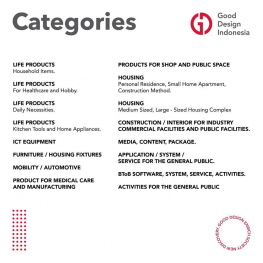 Categories
Good
Design
Indonesia
LIFE PRODUCTS
Household Items.
LIFE PRODUCTS
For Healthcare and Hobby.
LIFE PRODUCTS
Daily Necessities.
LIFE PRODUCTS
Kitchen Tools and Home Appliances.
ICT EQUIPMENT
FURNITURE / HOUSING FIXTURES
MOBILITY / AUTOMOTIVE
PRODUCT FOR MEDICAL CARE
AND MANUFACTURING
PRODUCTS FOR SHOP AND PUBLIC SPACE
HOUSING
Personal Residence, Small Home Apartment,
Construction Method.
HOUSING
Medium Sized, Large - Sized Housing Complex
CONSTRUCTION / INTERIOR FOR INDUSTRY
COMMERCIAL FACILITIES AND PUBLIC FACILITIES.
MEDIA, CONTENT, PACKAGE.
APPLICATION / SYSTEM /
SERVICE FOR THE GENERAL PUBLIC.
BToB SOFTWARE, SYSTEM, SERVICE, ACTIVITIES.
ACTIVITIES FOR THE GENERAL PUBLIC